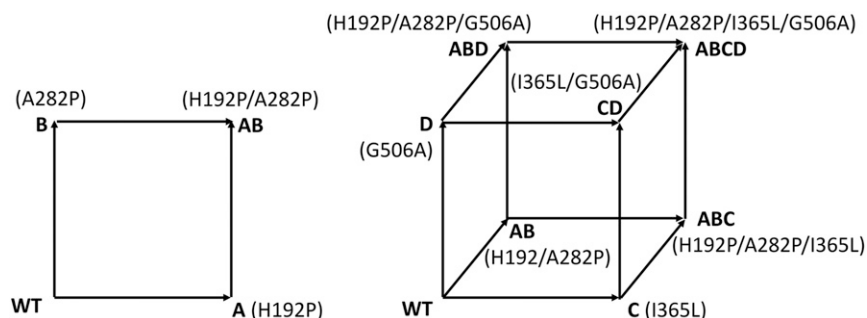 (H192P/A282P/G506A) (H192P/A282P/I365L/G506A)
ABD ABCD
(A282P) (H192P/A282P) (I365L/G506A)
B AB D CD
(G506A)
AB ABC
(H192/A282P) (H192P/A282P/I365L)
WT A (H192P) WT C (I365L)